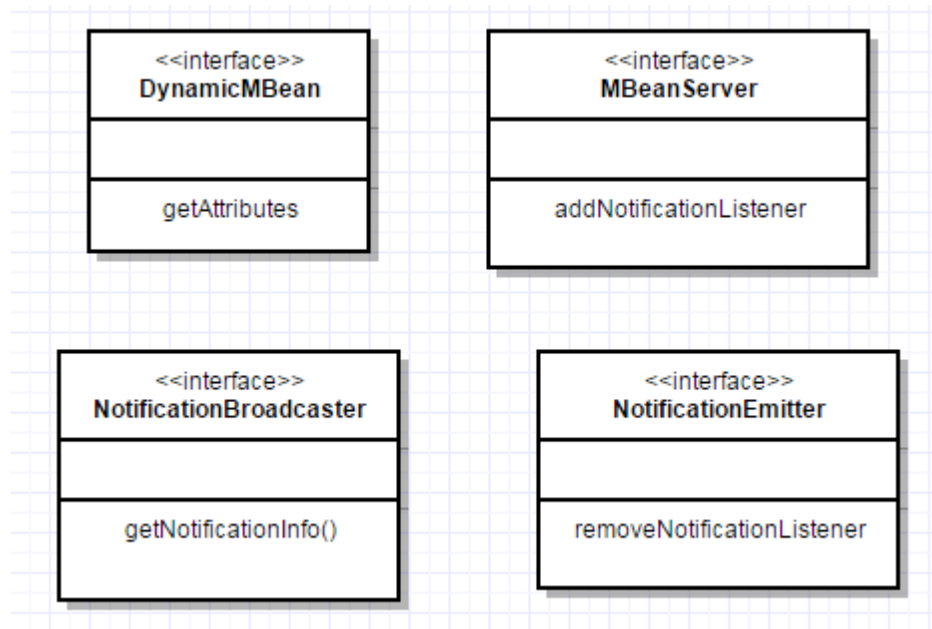 <<interface>>
DynamicMBean
getAttributes
<<interface>>
MBeanServer
addNotificationListener
<<interface>>
NotificationBroadcaster
getNotificationInfo()
<<interface>>
NotificationEmitter
removeNotificationListener